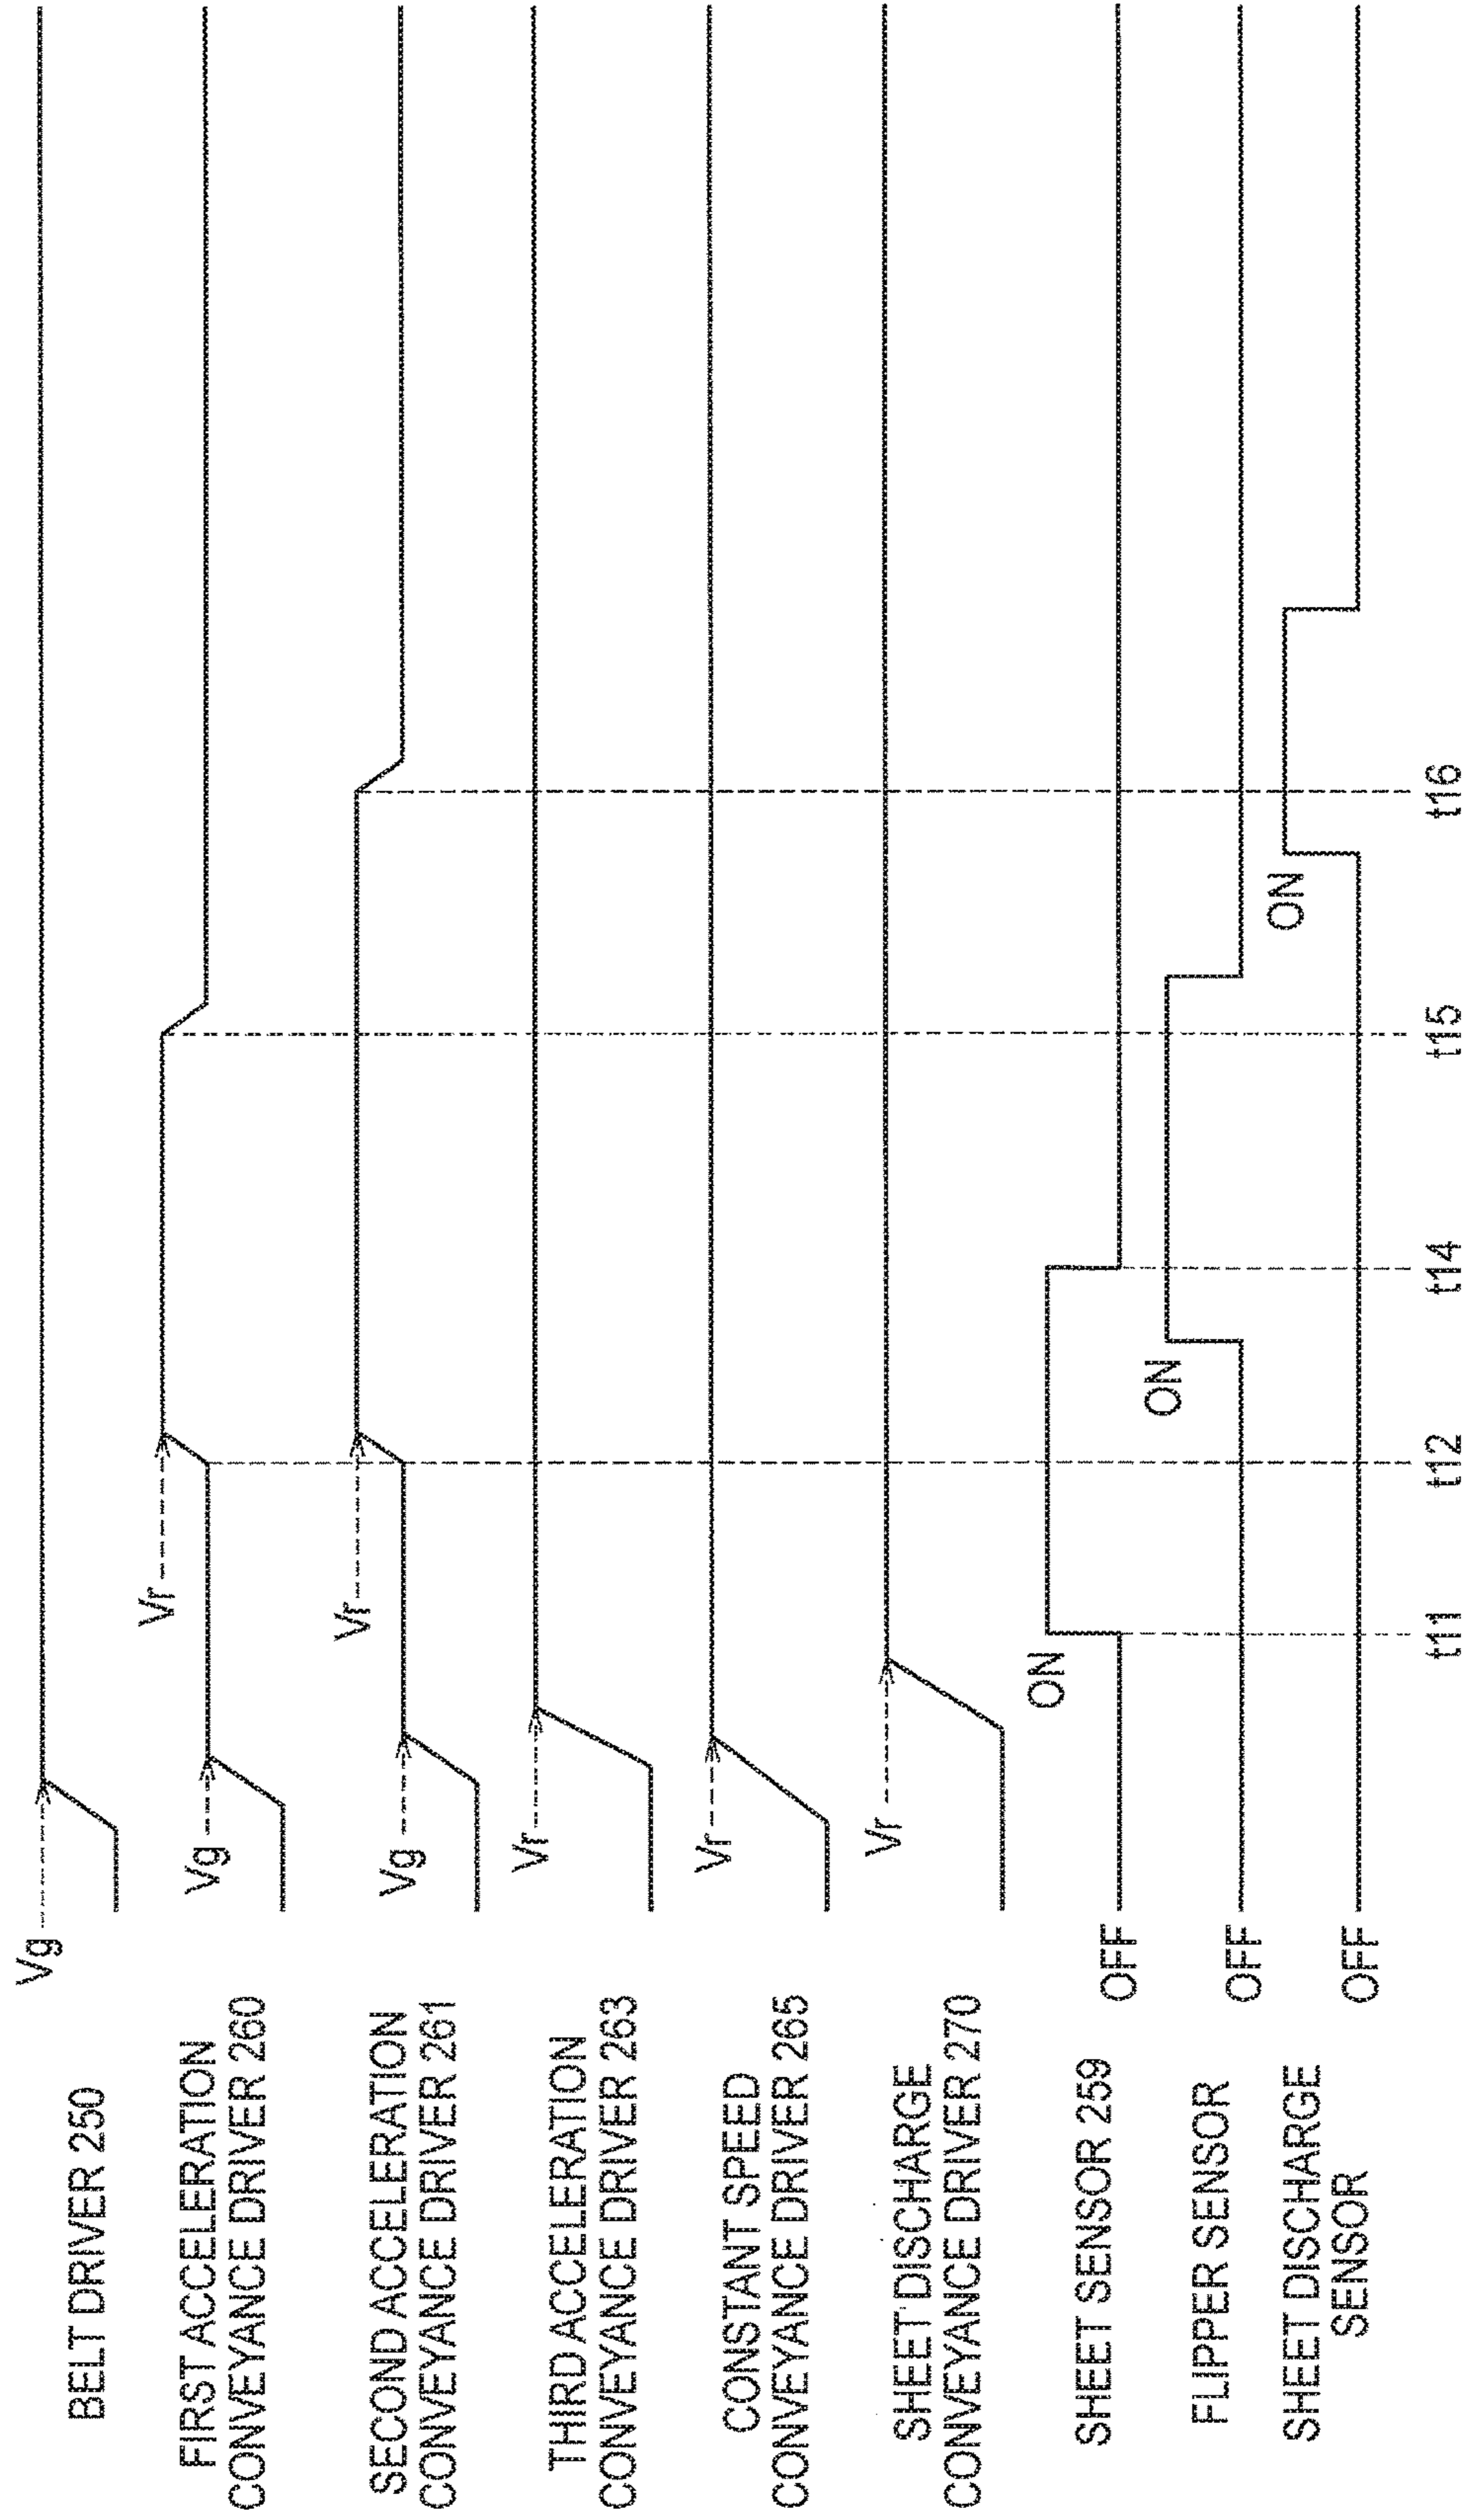 BELT DRIVER 250
Vg
FIRST ACCELERATION
CONVEYANCE DRIVER 260
Vg
Vr
SECOND ACCELERATION
CONVEYANCE DRIVER 261
Vg
Vr
THIRD ACCELERATION
CONVEYANCE DRIVER 263
Vr
CONSTANT SPEED
CONVEYANCE DRIVER 265
Vr
SHEET DISCHARGE
CONVEYANCE DRIVER 270
Vr
SHEET SENSOR 259
OFF
ON
FLIPPER SENSOR
OFF
ON
SHEET DISCHARGE
SENSOR
OFF
ON
t11
t12
t14
t15
t16